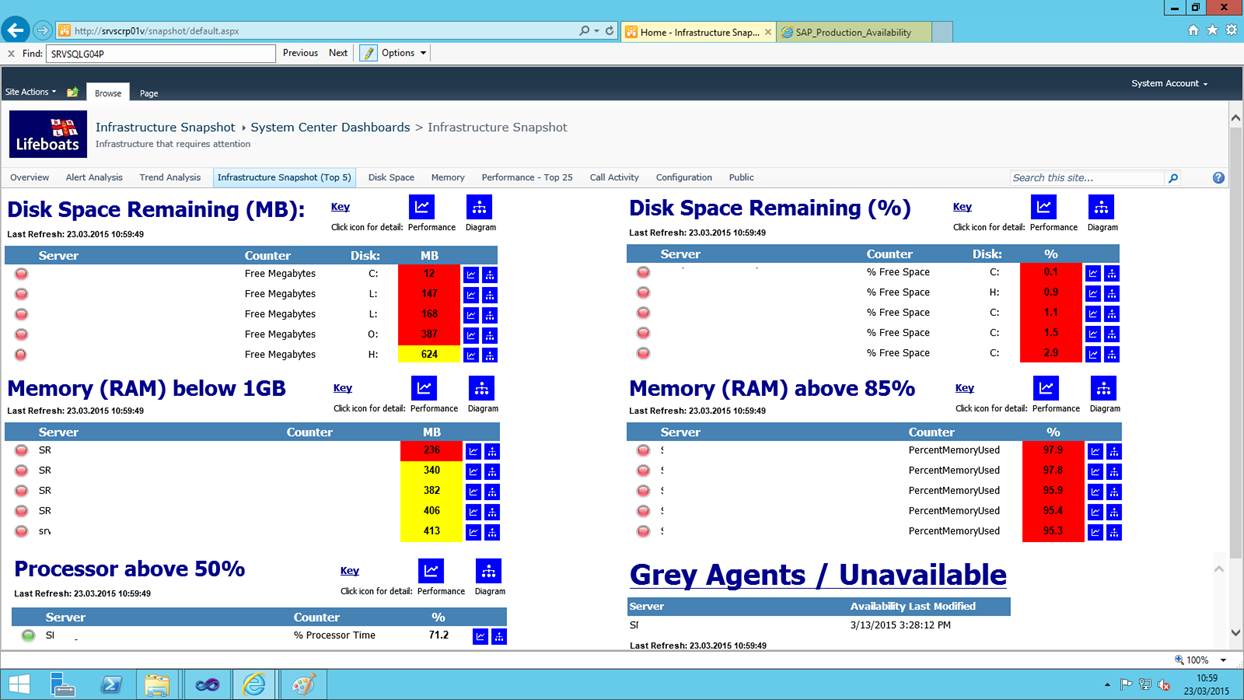 http://srvscrp01v/snapshot/default.aspx
Home - Infrastructure Snap...
SAP_Production_Availability
Find: SRVSQLG04P Previous Next Options
System Account
Site Actions Browse Page
Lifeboats
Infrastructure Snapshot System Center Dashboards > Infrastructure Snapshot
Infrastructure that requires attention
Overview Alert Analysis Trend Analysis Infrastructure Snapshot (Top 5) Disk Space Memory Performance - Top 25 Call Activity Configuration Public Search this site...
Disk Space Remaining (MB):
Key
Click icon for detail: Performance Diagram
Last Refresh: 23.03.2015 10:59:49
Server Counter Disk: MB
Free Megabytes C: 12
Free Megabytes L: 147
Free Megabytes L: 168
Free Megabytes O: 387
Free Megabytes H: 624
Disk Space Remaining (%)
Key
Click icon for detail: Performance Diagram
Last Refresh: 23.03.2015 10:59:49
Server Counter Disk: %
% Free Space C: 0.1
% Free Space H: 0.9
% Free Space C: 1.1
% Free Space C: 1.5
% Free Space C: 2.9
Memory (RAM) below 1GB
Key
Click icon for detail: Performance Diagram
Last Refresh: 23.03.2015 10:59:49
Server Counter MB
SR 236
SR 340
SR 382
SR 406
srv 413
Memory (RAM) above 85%
Key
Click icon for detail: Performance Diagram
Last Refresh: 23.03.2015 10:59:49
Server Counter %
PercentMemoryUsed 97.9
PercentMemoryUsed 97.8
PercentMemoryUsed 95.9
PercentMemoryUsed 95.4
PercentMemoryUsed 95.3
Processor above 50%
Key
Click icon for detail: Performance Diagram
Last Refresh: 23.03.2015 10:59:49
Server Counter %
% Processor Time 71.2
Grey Agents / Unavailable
Server Availability Last Modified
3/13/2015 3:28:12 PM
Last Refresh: 23.03.2015 10:59:49
100%
10:59
23/03/2015